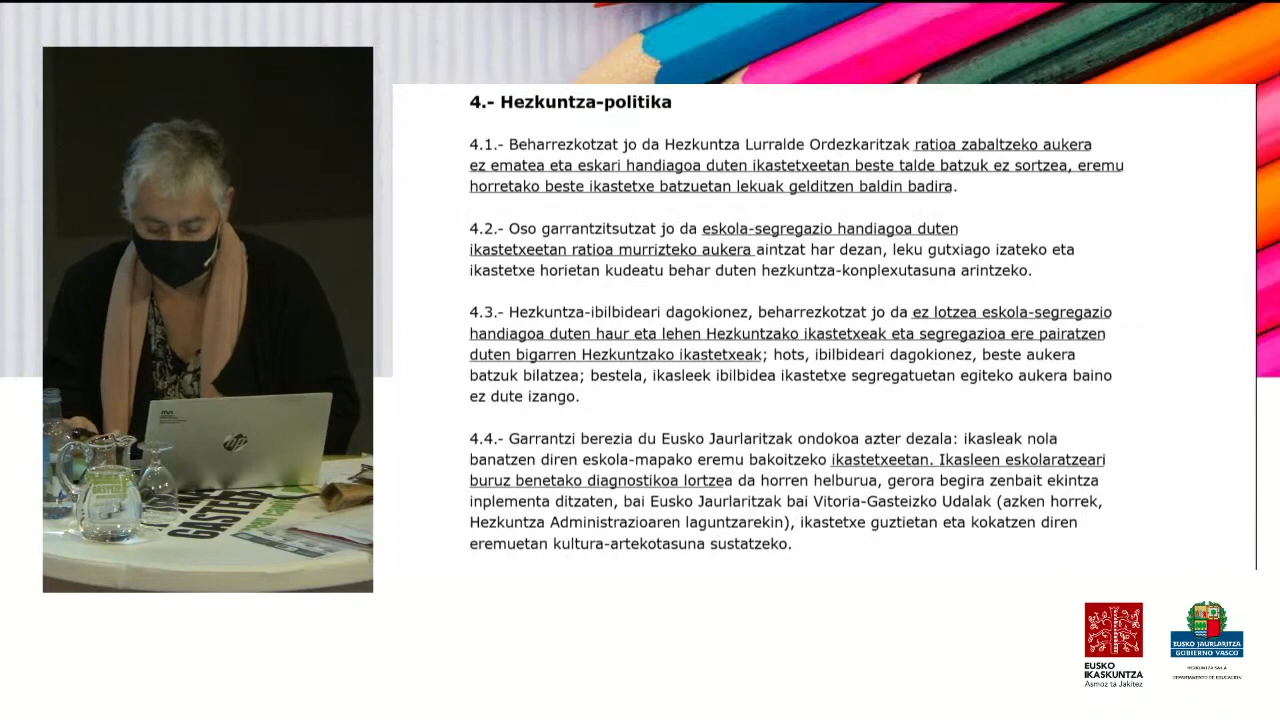 4.- Hezkuntza-politika
4.1.- Beharrezkotzat jo da Hezkuntza Lurralde Ordezkaritzak ratioa zabaltzeko aukera
ez ematea eta eskari handiagoa duten ikastetxeetan beste talde batzuk ez sortzea, eremu
horretako beste ikastetxe batzuetan lekuak gelditzen baldin badira.
4.2.- Oso garrantzitsutzat jo da eskola-segregazio handiagoa duten
ikastetxeetan ratioa murrizteko aukera aintzat har dezan, leku gutxiago izateko eta
ikastetxe horietan kudeatu behar duten hezkuntza-konplexutasuna arintzeko.
4.3.- Hezkuntza-ibilbideari dagokionez, beharrezkotzat jo da ez lotzea eskola-segregazio
handiagoa duten haur eta lehen Hezkuntzako ikastetxeak eta segregazioa ere pairatzen
duten bigarren Hezkuntzako ikastetxeak; hots, ibilbideari dagokionez, beste aukera
batzuk bilatzea; bestela, ikasleek ibilbidea ikastetxe segregatuetan egiteko aukera baino
ez dute izango.
4.4.- Garrantzi berezia du Eusko Jaurlaritzak ondokoa azter dezala: ikasleak nola
banatzen diren eskola-mapako eremu bakoitzeko ikastetxeetan. Ikasleen eskolaratzeari
buruz benetako diagnostikoa lortzea da horren helburua, gerora begira zenbait ekintza
inplementa ditzaten, bai Eusko Jaurlaritzak bai Vitoria-Gasteizko Udalak (azken horrek,
Hezkuntza Administrazioaren laguntzarekin), ikastetxe guztietan eta kokatzen diren
eremuetan kultura-artekotasuna sustatzeko.
hp
GASTEIZ
EUSKO
IKASKUNTZA
Asmoz ta Jakitez
EUSKO JAURLARITZA
GOBIERNO VASCO
HEZKUNTZA SAILA
DEPARTAMENTO DE EDUCACIÓN